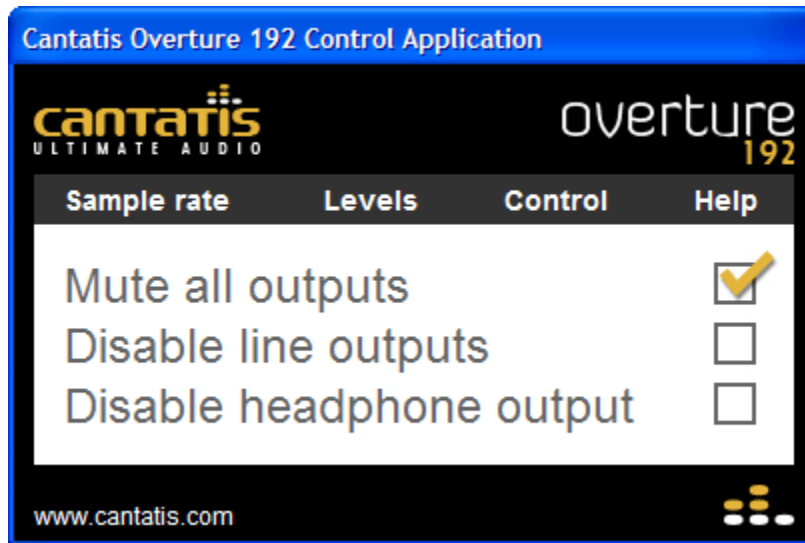 Cantatis Overture 192 Control Application
cantatis
ULTIMATE AUDIO
overture
192
Sample rate Levels Control Help
Mute all outputs
Disable line outputs
Disable headphone output
www.cantatis.com